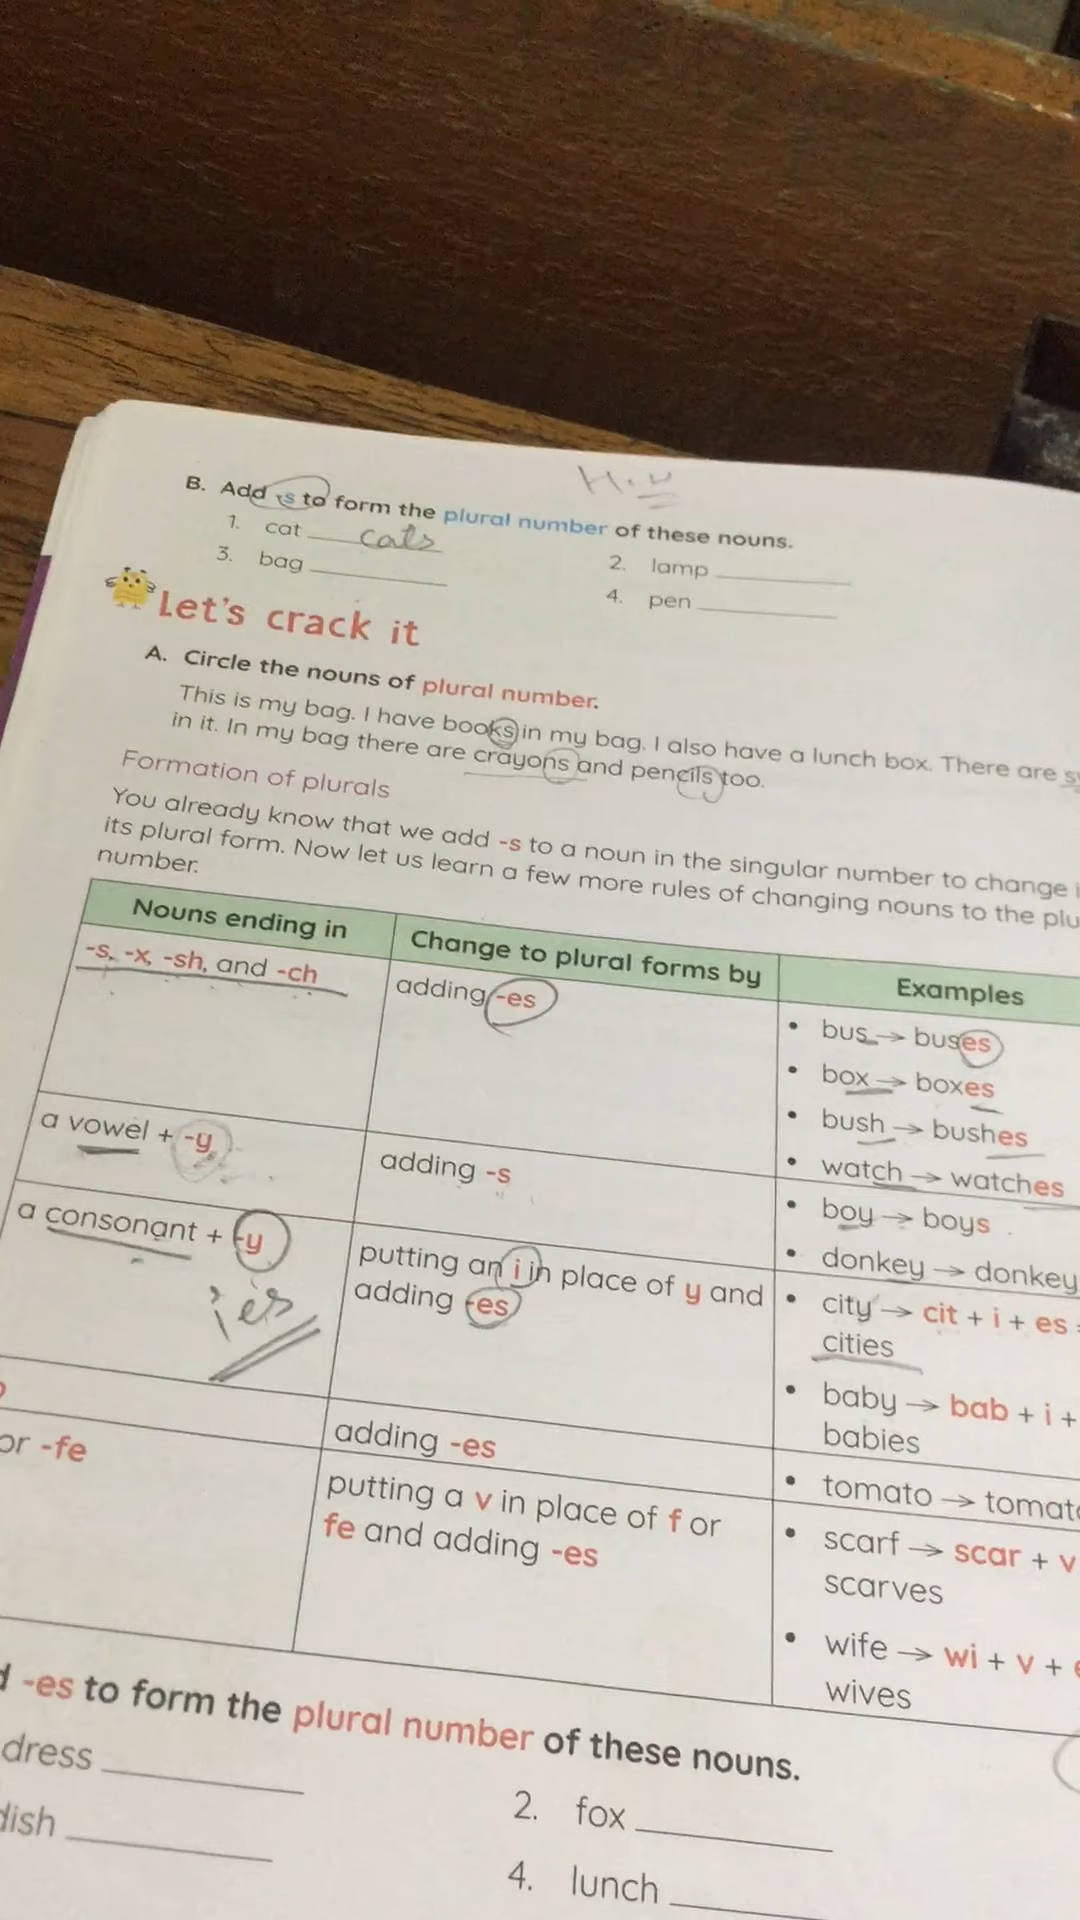 H.W
B. Add -s to form the plural number of these nouns.
1. cat cats
2. lamp
3. bag
4. pen
Let's crack it
A. Circle the nouns of plural number.
This is my bag. I have books in my bag. I also have a lunch box. There are
in it. In my bag there are crayons and pencils too.
Formation of plurals
You already know that we add -s to a noun in the singular number to change
its plural form. Now let us learn a few more rules of changing nouns to the
number.
Nouns ending in Change to plural forms by Examples
-s, -x, -sh, and -ch adding -es
• bus → buses
• box → boxes
• bush → bushes
• watch → watches
a vowel + -y adding -s
• boy → boys
• donkey → donkey
a consonant + -y putting an i in place of y and
adding -es
ies
• city → cit + i + es =
cities
• baby → bab + i +
babies
adding -es
• tomato →
or -fe putting a v in place of f or
fe and adding -es
• scarf → scar + v
scarves
• wife → wi + v +
wives
-es to form the plural number of these nouns.
dress
2. fox
dish
4. lunch